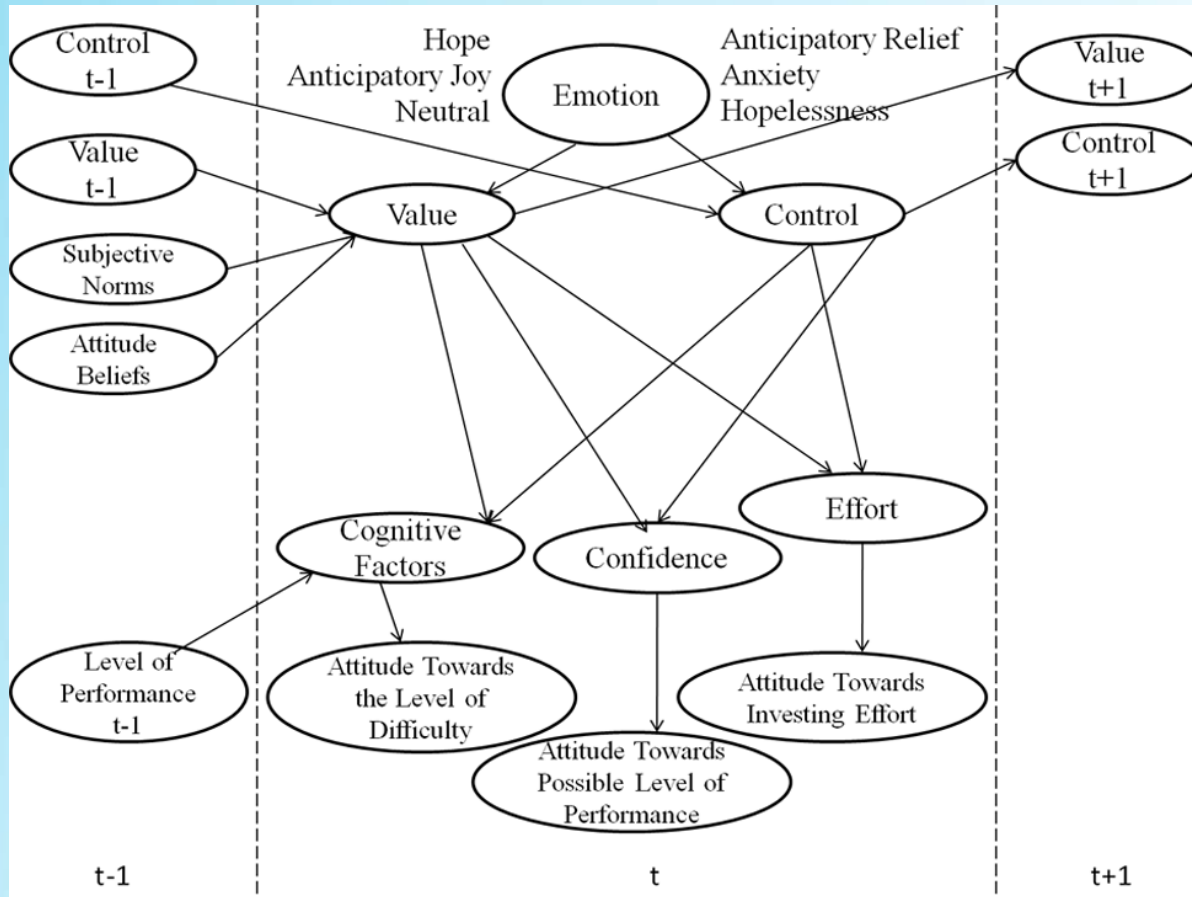 Control
t-1
Value
t-1
Subjective
Norms
Attitude
Beliefs
Level of
Performance
t-1
t-1
Hope
Anticipatory Joy
Neutral
Emotion
Anticipatory Relief
Anxiety
Hopelessness
Value
Control
Cognitive
Factors
Confidence
Effort
Attitude Towards
the Level of
Difficulty
Attitude Towards
Possible Level of
Performance
Attitude Towards
Investing Effort
t
Value
t+1
Control
t+1
t+1